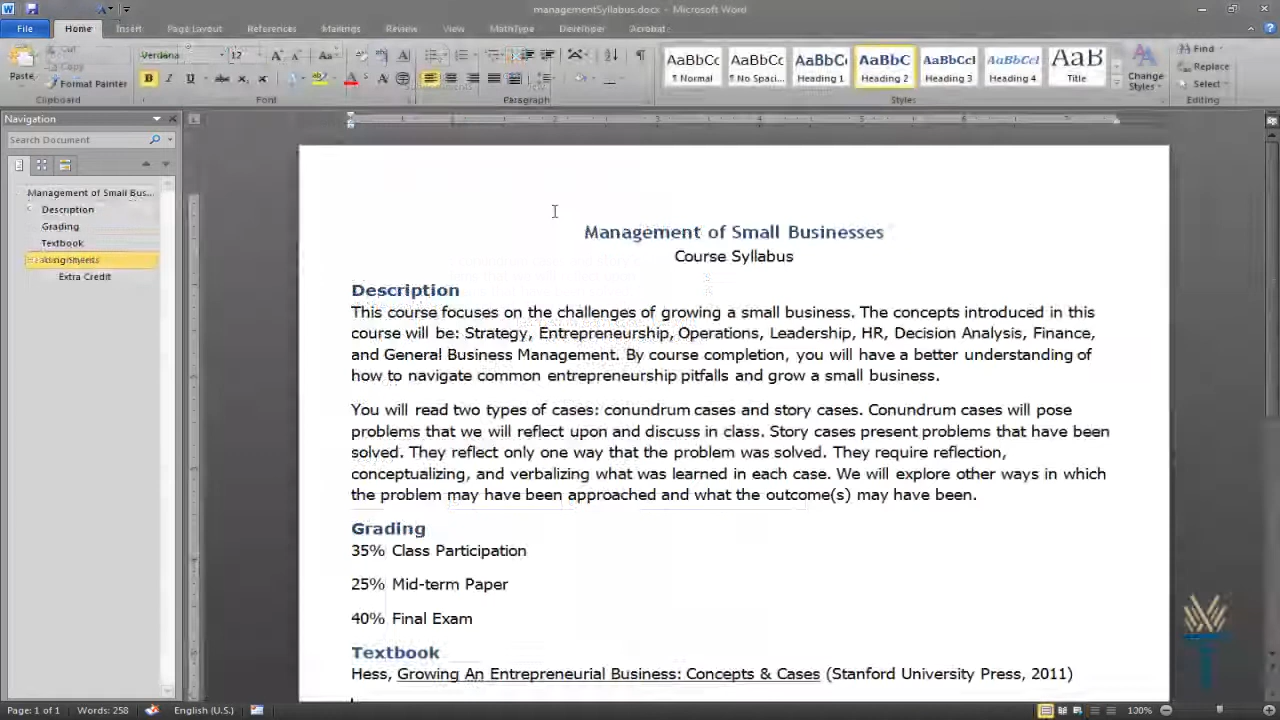 managementSyllabus.docx - Microsoft Word
File Home Insert Page Layout References Mailings Review View MathType Developer Acrobat
Paste Cut Copy Format Painter
Verdana 12
AaBbCc AaBbCc AaBbC AaBbC AaBbCcI AaBbCcI AaB
¶ Normal ¶ No Spaci... Heading 1 Heading 2 Heading 3 Heading 4 Title
Change Styles
Find
Replace
Select
Clipboard Font Paragraph Styles Editing
Navigation
Search Document
Management of Small Bus...
Description
Grading
Textbook
Assignments
Extra Credit
Management of Small Businesses
Course Syllabus
Description
This course focuses on the challenges of growing a small business. The concepts introduced in this
course will be: Strategy, Entrepreneurship, Operations, Leadership, HR, Decision Analysis, Finance,
and General Business Management. By course completion, you will have a better understanding of
how to navigate common entrepreneurship pitfalls and grow a small business.
You will read two types of cases: conundrum cases and story cases. Conundrum cases will pose
problems that we will reflect upon and discuss in class. Story cases present problems that have been
solved. They reflect only one way that the problem was solved. They require reflection,
conceptualizing, and verbalizing what was learned in each case. We will explore other ways in which
the problem may have been approached and what the outcome(s) may have been.
Grading
35% Class Participation
25% Mid-term Paper
40% Final Exam
Textbook
Hess, Growing An Entrepreneurial Business: Concepts & Cases (Stanford University Press, 2011)
Page: 1 of 1 Words: 258 English (U.S.) 130%